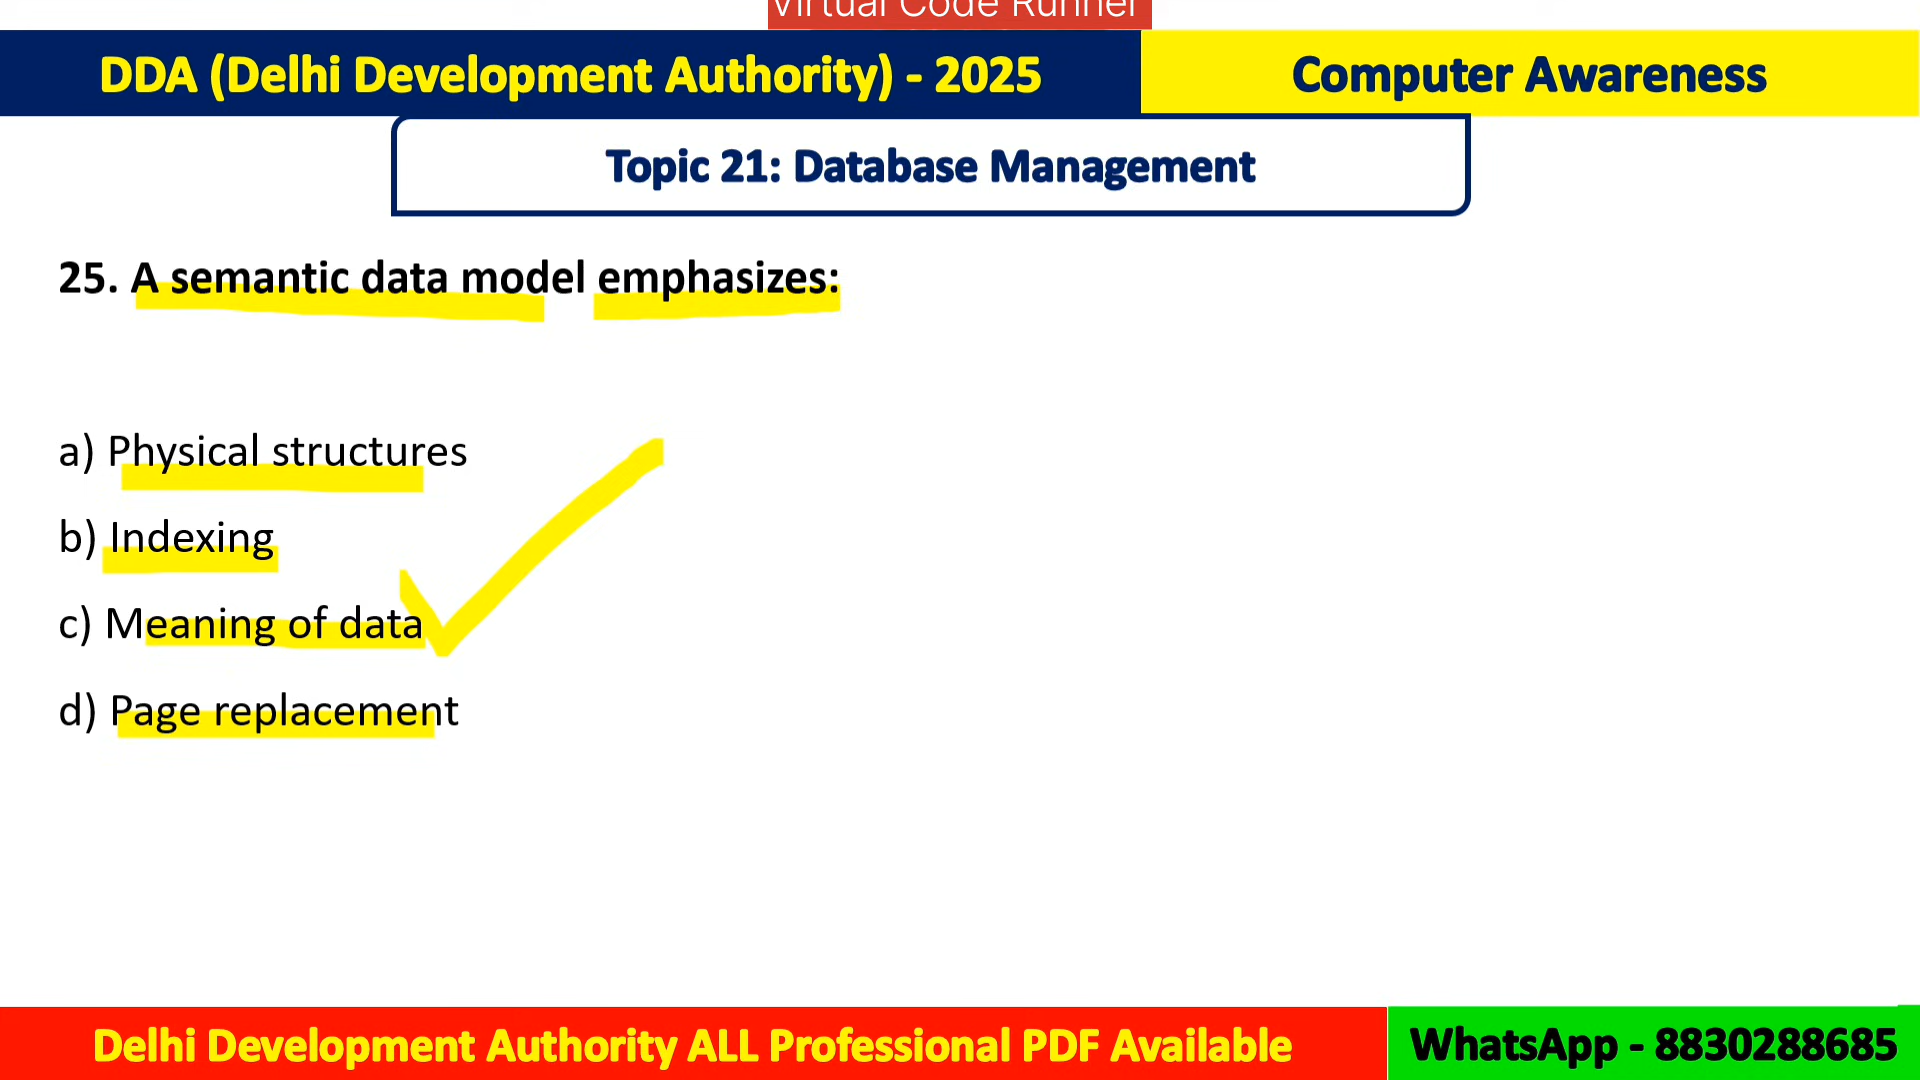 Virtual Code Runner
DDA (Delhi Development Authority) - 2025
Computer Awareness
Topic 21: Database Management
25. A semantic data model emphasizes:
a) Physical structures
b) Indexing
c) Meaning of data
d) Page replacement
Delhi Development Authority ALL Professional PDF Available
WhatsApp - 8830288685